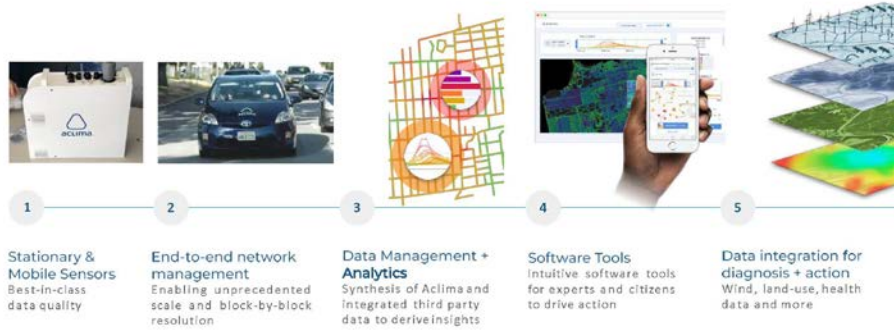 aclima
aclima
1
2
3
4
5
Stationary &
Mobile Sensors
Best-in-class
data quality
End-to-end network
management
Enabling unprecedented
scale and block-by-block
resolution
Data Management +
Analytics
Synthesis of Aclima and
integrated third party
data to derive insights
Software Tools
Intuitive software tools
for experts and citizens
to drive action
Data integration for
diagnosis + action
Wind, land-use, health
data and more